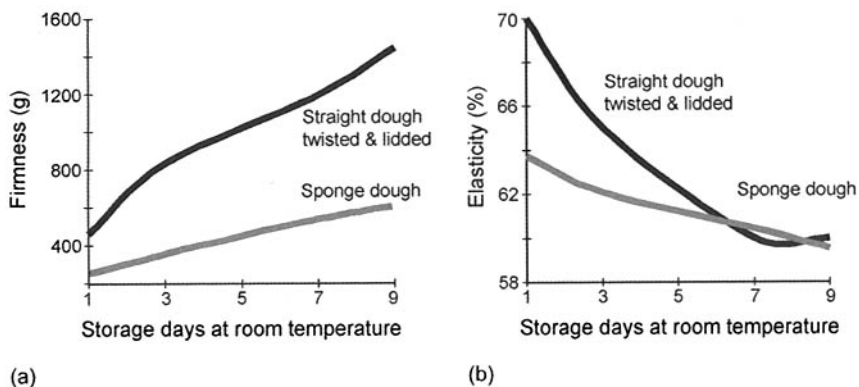 1600
1200
800
400
Firmness (g)
Straight dough
twisted & lidded
Sponge dough
1 3 5 7 9
Storage days at room temperature
(a)
70
66
62
58
Elasticity (%)
Straight dough
twisted & lidded
Sponge dough
1 3 5 7 9
Storage days at room temperature
(b)